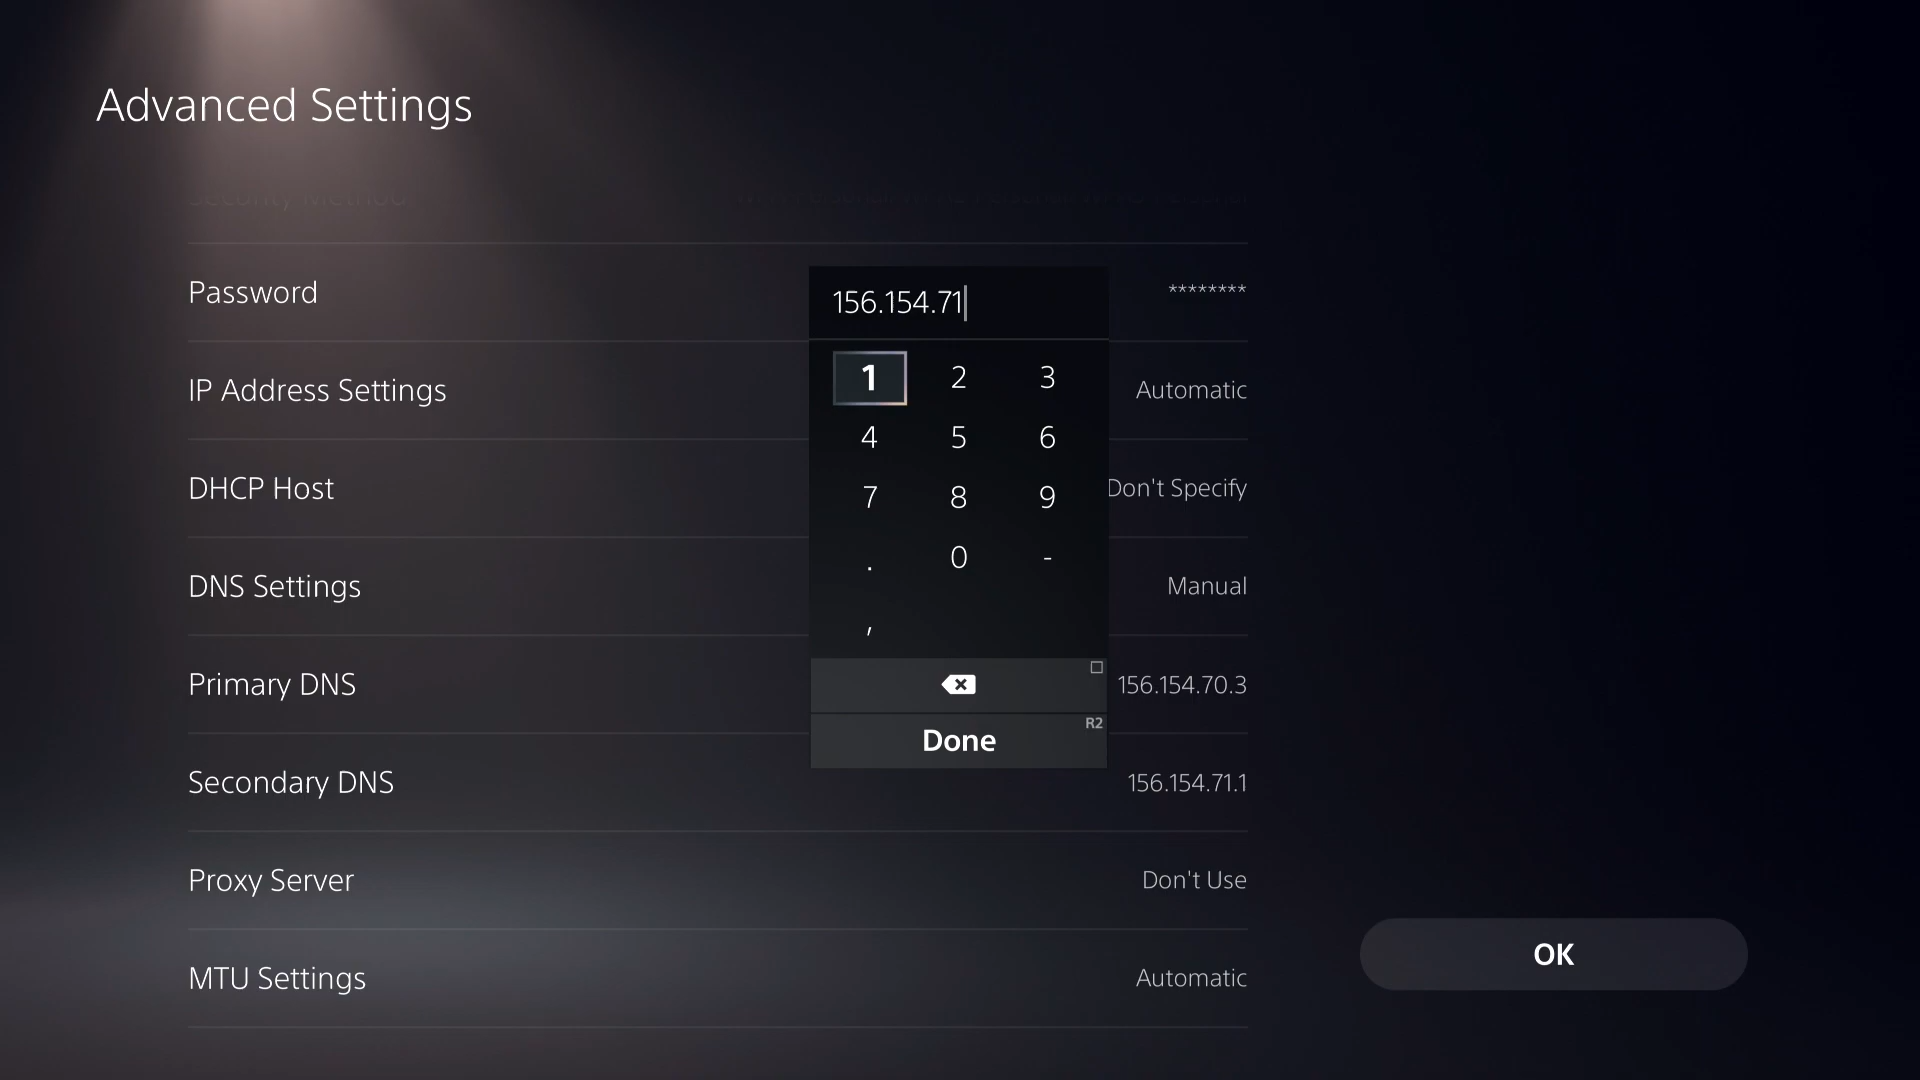 Advanced Settings
Security Method
156.154.71
Password ********
1 2 3
IP Address Settings Automatic
4 5 6
DHCP Host Don't Specify
7 8 9
. 0 -
DNS Settings Manual
,
Primary DNS 156.154.70.3
R2
Done
Secondary DNS 156.154.71.1
Proxy Server Don't Use
OK
MTU Settings Automatic